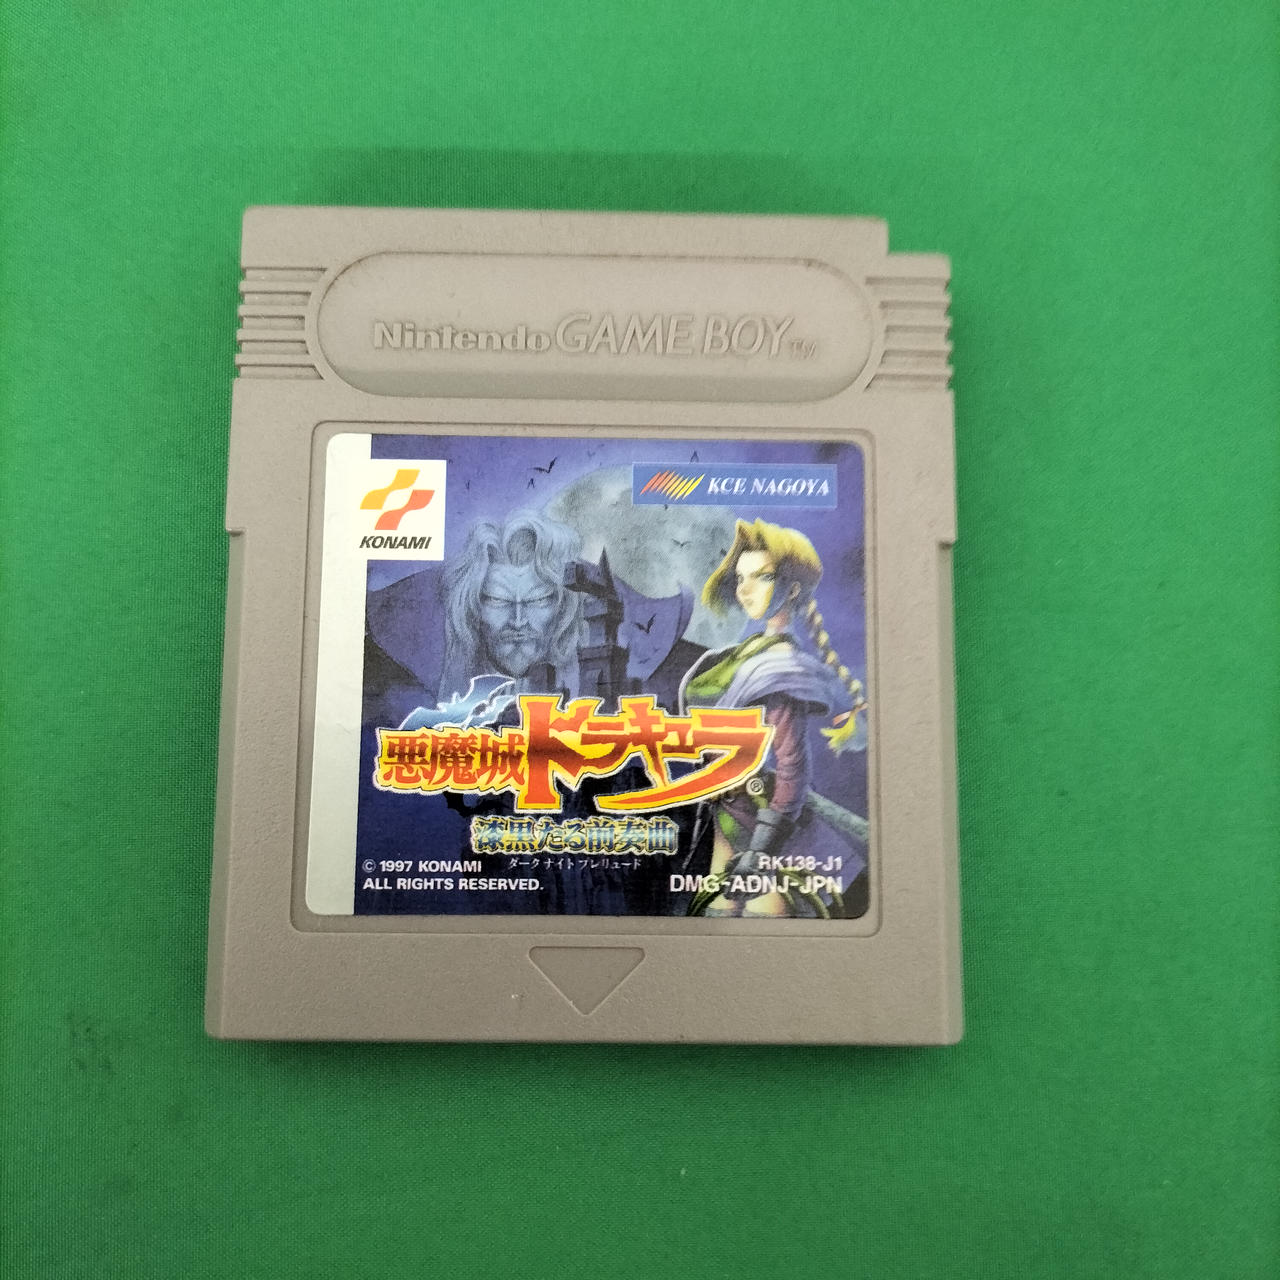 Nintendo GAME BOY TM
KONAMI
KCE NAGOYA
悪魔城ドラキュラ®
漆黒たる前奏曲
ダークナイトプレリュード
© 1997 KONAMI
ALL RIGHTS RESERVED.
RK138-J1
DMG-ADNJ-JPN